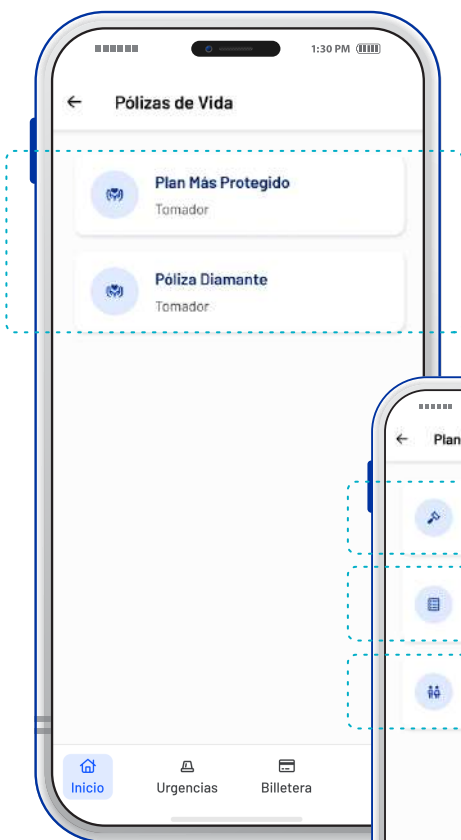 1:30 PM
Pólizas de Vida
Plan Más Protegido
Tomador
Póliza Diamante
Tomador
Plan
Inicio
Urgencias
Billetera